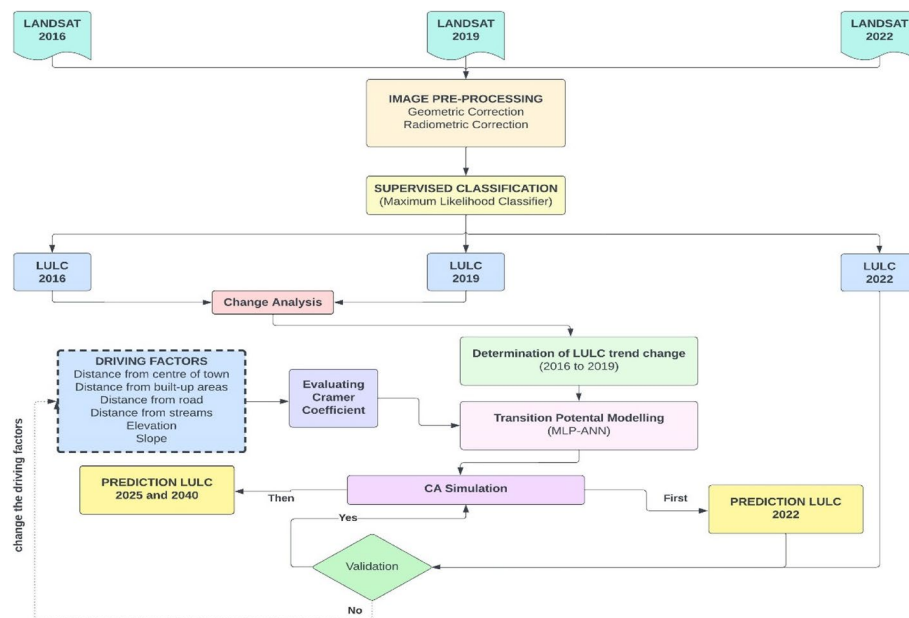 LANDSAT
2016
LANDSAT
2019
LANDSAT
2022
IMAGE PRE-PROCESSING
Geometric Correction
Radiometric Correction
SUPERVISED CLASSIFICATION
(Maximum Likelihood Classifier)
LULC
2016
LULC
2019
LULC
2022
Change Analysis
Determination of LULC trend change
(2016 to 2019)
DRIVING FACTORS
Distance from centre of town
Distance from built-up areas
Distance from road
Distance from streams
Elevation
Slope
Evaluating
Cramer
Coefficient
Transition Potental Modelling
(MLP-ANN)
PREDICTION LULC
2025 and 2040
Then
CA Simulation
First
PREDICTION LULC
2022
Yes
Validation
No
change the driving factors